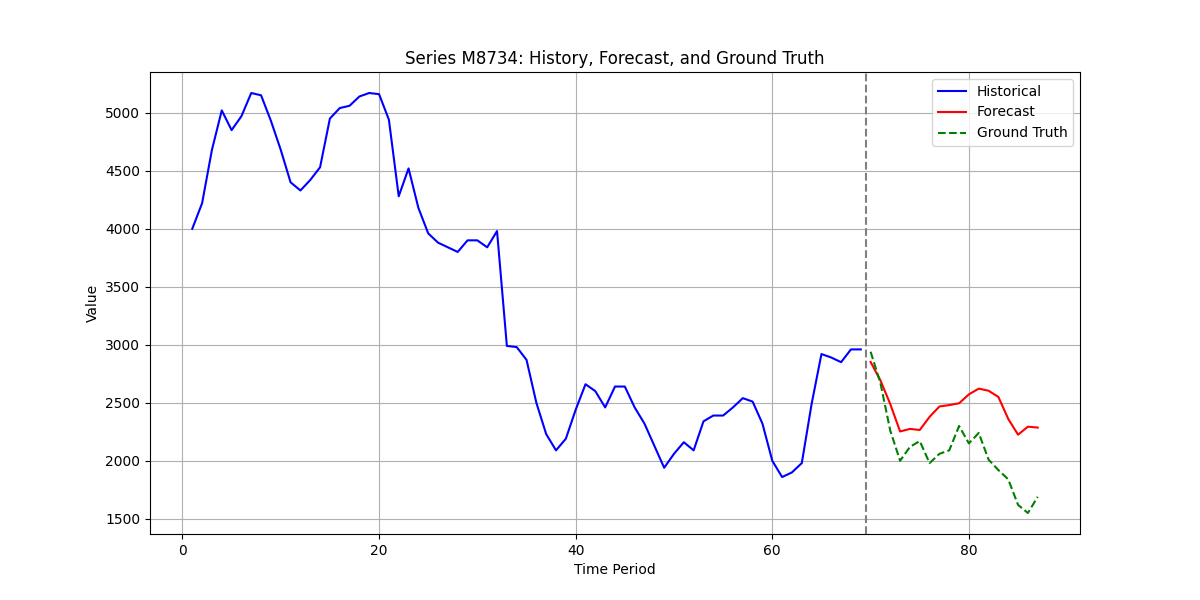 Series M8734: History, Forecast, and Ground Truth
Historical
Forecast
Ground Truth
Value
5000
4500
4000
3500
3000
2500
2000
1500
0
20
40
60
80
Time Period